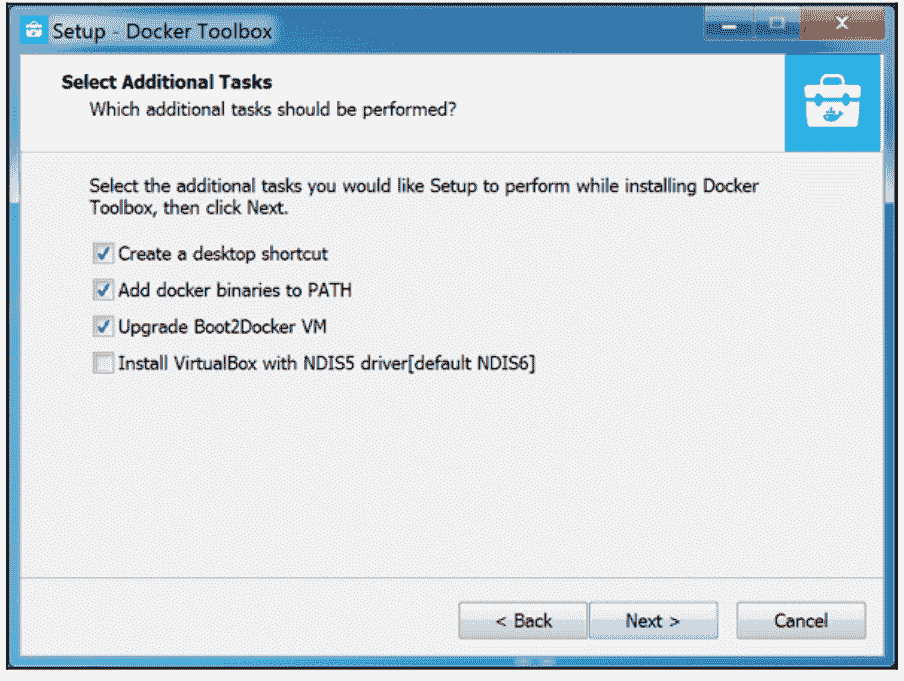 Setup - Docker Toolbox
Select Additional Tasks
Which additional tasks should be performed?
Select the additional tasks you would like Setup to perform while installing Docker
Toolbox, then click Next.
Create a desktop shortcut
Add docker binaries to PATH
Upgrade Boot2Docker VM
Install VirtualBox with NDIS5 driver[default NDIS6]
< Back
Next >
Cancel